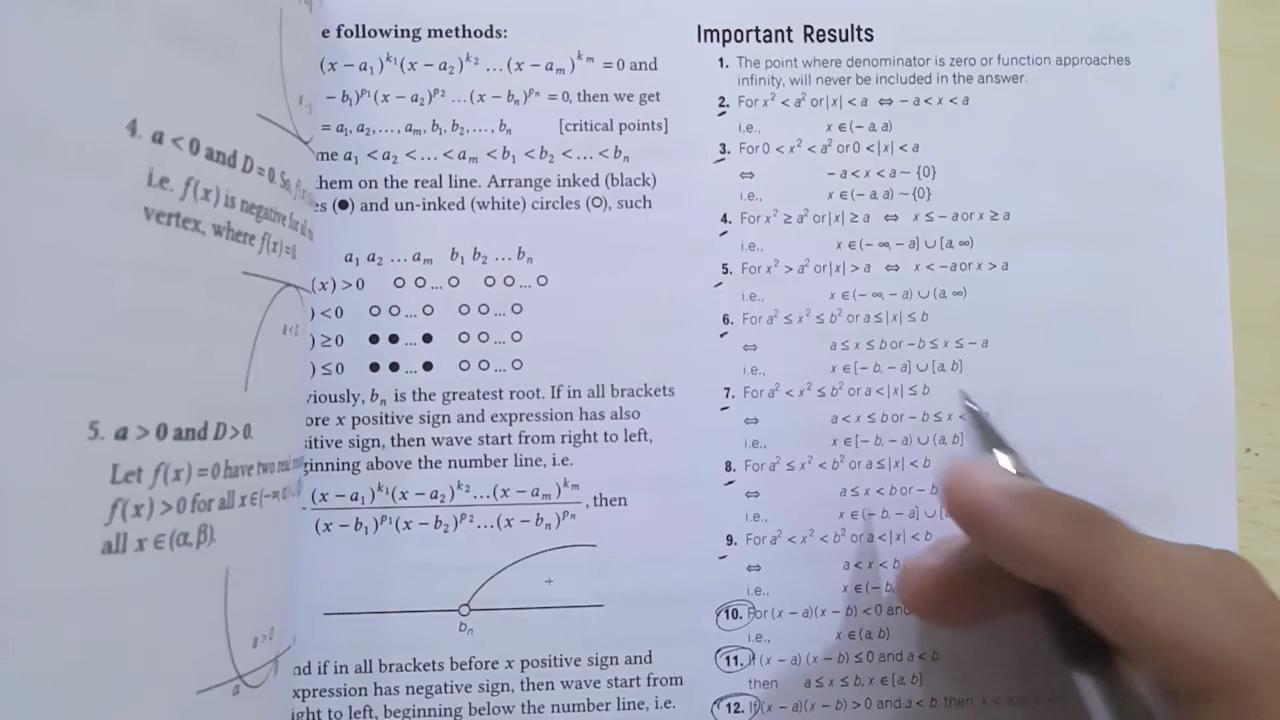 4. a < 0 and D = 0. So,
i.e. f(x) is negative for all
vertex, where f(x)=0
5. a > 0 and D > 0.
Let f(x) = 0 have two real
f(x) > 0 for all x ∈ (−∞, α)
all x ∈ (α, β).
a > 0
α
e following methods:
(x − a₁)^k₁ (x − a₂)^k₂ …(x − aₘ)^kₘ = 0 and
− b₁)^p₁ (x − b₂)^p₂ …(x − bₙ)^pₙ = 0, then we get
= a₁, a₂,…, aₘ, b₁, b₂,…, bₙ [critical points]
me a₁ < a₂ < … < aₘ < b₁ < b₂ < … < bₙ
hem on the real line. Arrange inked (black)
es (●) and un-inked (white) circles (○), such
a₁ a₂ … aₘ b₁ b₂ … bₙ
(x) > 0 ○ ○ … ○ ○ ○ … ○
) < 0 ○ ○ … ○ ○ ○ … ○
) ≥ 0 ● ● … ● ○ ○ … ○
) ≤ 0 ● ● … ● ○ ○ … ○
viously, bₙ is the greatest root. If in all brackets
ore x positive sign and expression has also
sitive sign, then wave start from right to left,
ginning above the number line, i.e.
(x − a₁)^k₁ (x − a₂)^k₂ …(x − aₘ)^kₘ
(x − b₁)^p₁ (x − b₂)^p₂ …(x − bₙ)^pₙ , then
+
bₙ
nd if in all brackets before x positive sign and
xpression has negative sign, then wave start from
ight to left, beginning below the number line, i.e.
Important Results
1. The point where denominator is zero or function approaches
infinity, will never be included in the answer.
2. For x² < a² or |x| < a ⇔ − a < x < a
i.e., x ∈ (− a, a)
3. For 0 < x² < a² or 0 < |x| < a
⇔ − a < x < a ~ {0}
i.e., x ∈ (− a, a) ~ {0}
4. For x² ≥ a² or |x| ≥ a ⇔ x ≤ − a or x ≥ a
i.e., x ∈ (− ∞, − a] ∪ [a, ∞)
5. For x² > a² or |x| > a ⇔ x < −a or x > a
i.e., x ∈ (− ∞, − a) ∪ (a, ∞)
6. For a² ≤ x² ≤ b² or a ≤ |x| ≤ b
⇔ a ≤ x ≤ b or − b ≤ x ≤ − a
i.e., x ∈ [− b, − a] ∪ [a, b]
7. For a² < x² ≤ b² or a < |x| ≤ b
⇔ a < x ≤ b or − b ≤ x <
i.e., x ∈ [− b, − a) ∪ (a, b]
8. For a² ≤ x² < b² or a ≤ |x| < b
⇔ a ≤ x < b or − b
i.e., x ∈ (− b, − a] ∪ [a,
9. For a² < x² < b² or a < |x| < b
⇔ a < x < b
i.e., x ∈ (− b,
10. For (x − a)(x − b) < 0 and
i.e., x ∈ (a, b)
11. If (x − a) (x − b) ≤ 0 and a < b,
then a ≤ x ≤ b, x ∈ [a, b]
12. If (x − a)(x − b) > 0 and a < b, then x <